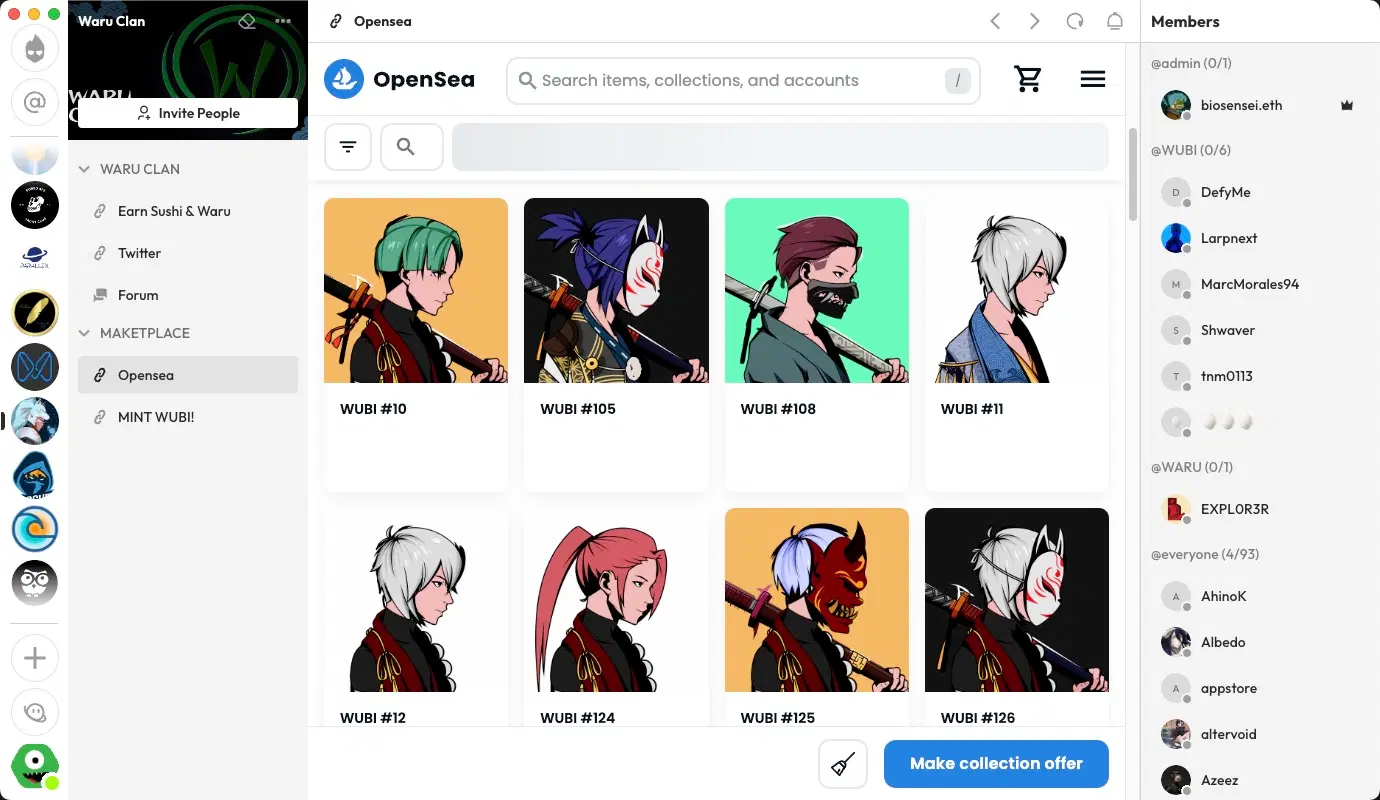 Waru Clan
WARU
Invite People
WARU CLAN
Earn Sushi & Waru
Twitter
Forum
MAKETPLACE
Opensea
MINT WUBI!
@
PARALLEX
Opensea
OpenSea
Search items, collections, and accounts
/
WUBI #10
WUBI #105
WUBI #108
WUBI #11
WUBI #12
WUBI #124
WUBI #125
WUBI #126
Make collection offer
Members
@admin (0/1)
biosensei.eth
@WUBI (0/6)
D
DefyMe
Larpnext
M
MarcMorales94
S
Shwaver
T
tnm0113
@WARU (0/1)
EXPL0R3R
@everyone (4/93)
A
AhinoK
Albedo
A
appstore
altervoid
Azeez